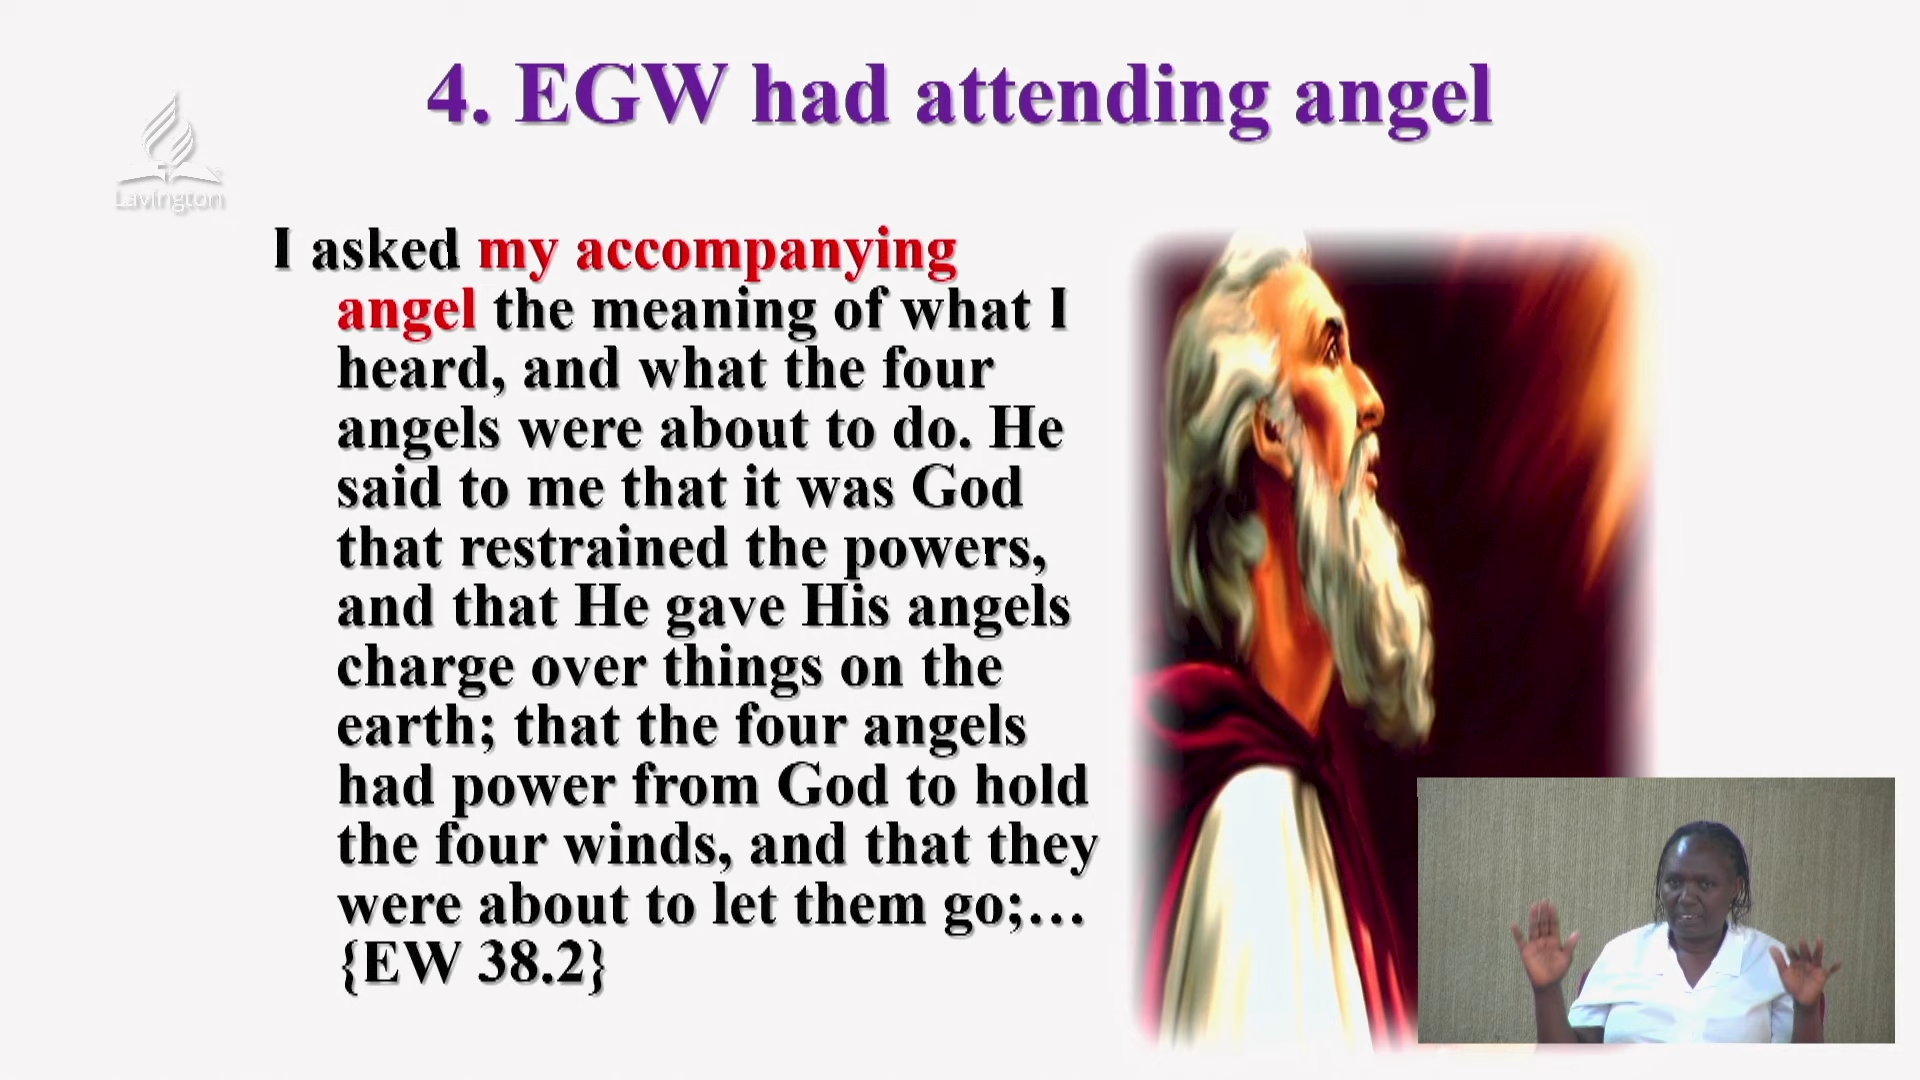 4. EGW had attending angel
Lavington
I asked my accompanying
angel the meaning of what I
heard, and what the four
angels were about to do. He
said to me that it was God
that restrained the powers,
and that He gave His angels
charge over things on the
earth; that the four angels
had power from God to hold
the four winds, and that they
were about to let them go;…
{EW 38.2}